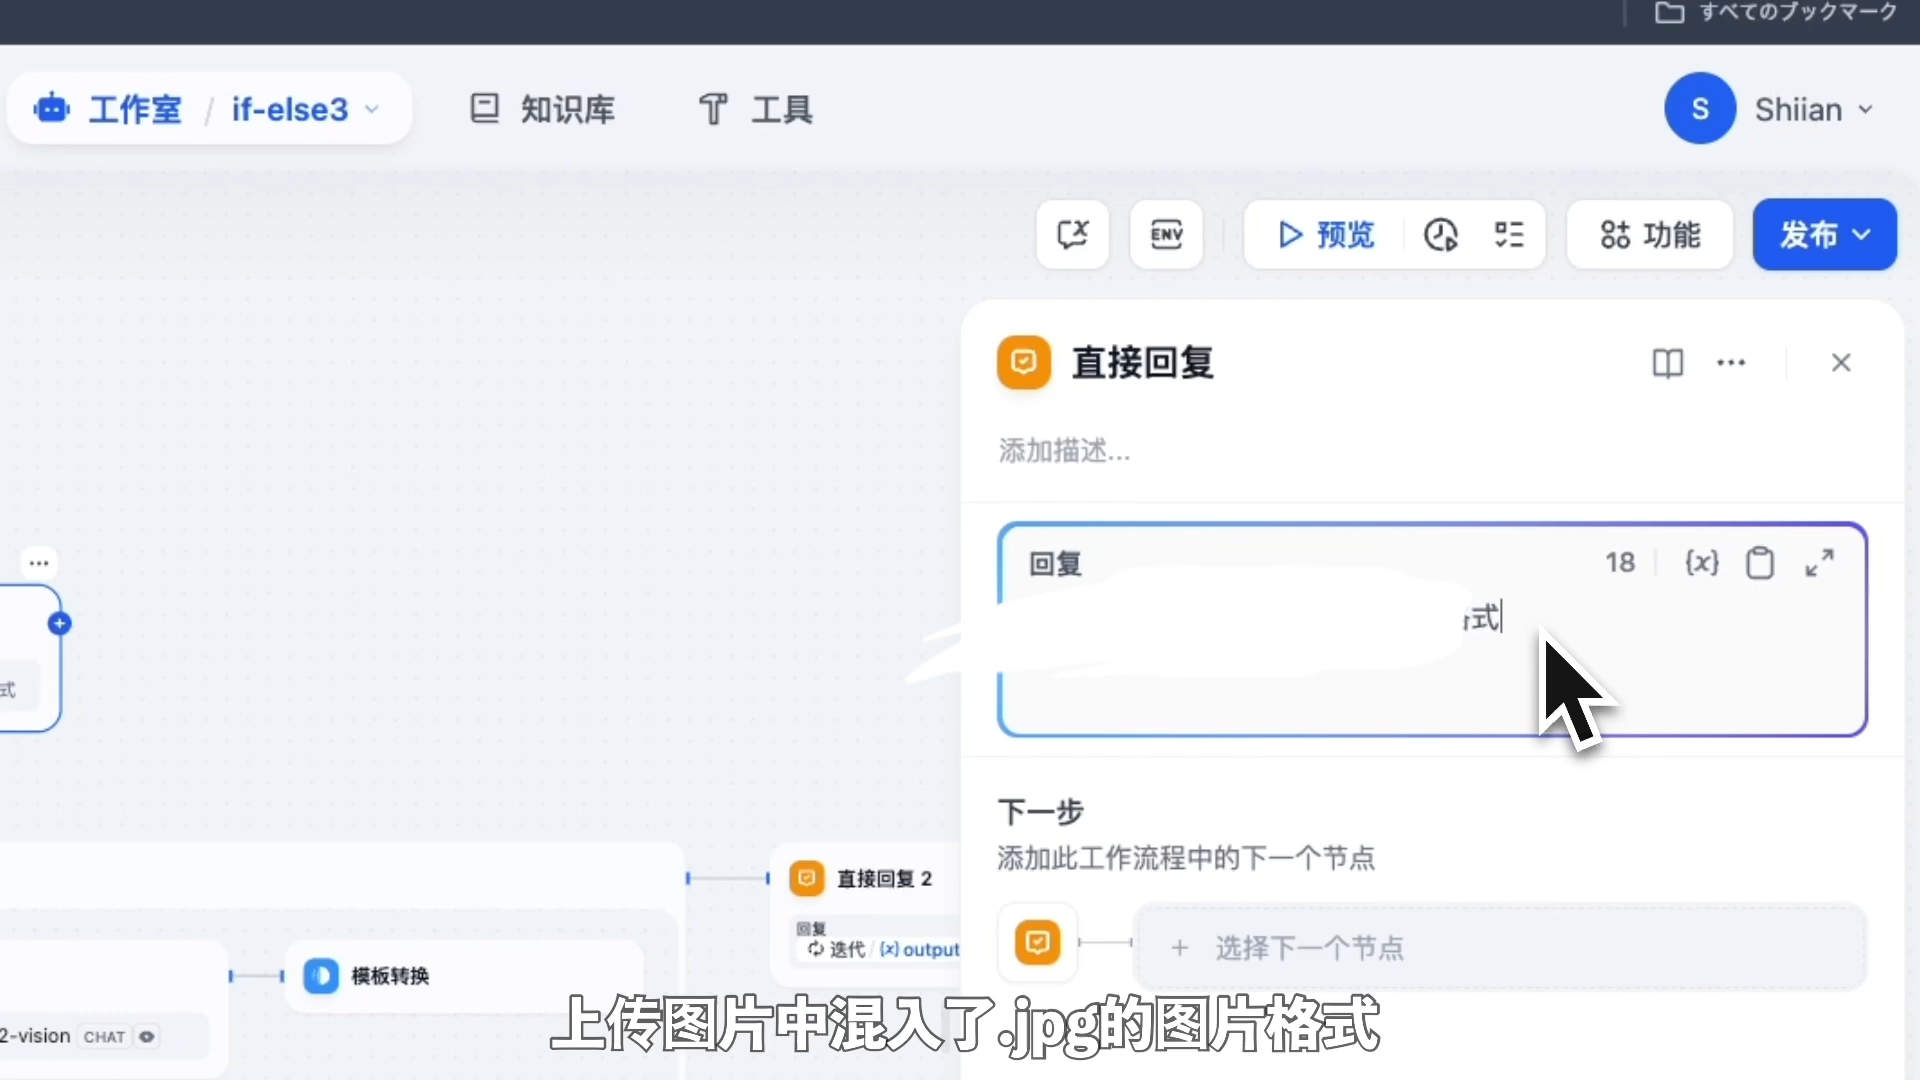 すべてのブックマーク
工作室 / if-else3
知识库
工具
S
Shiian
ENV
预览
功能
发布
直接回复
添加描述...
回复
18
{x}
式
式
下一步
添加此工作流程中的下一个节点
直接回复 2
回复
迭代 / {x} output
+ 选择下一个节点
模板转换
2-vision CHAT
上传图片中混入了.jpg的图片格式